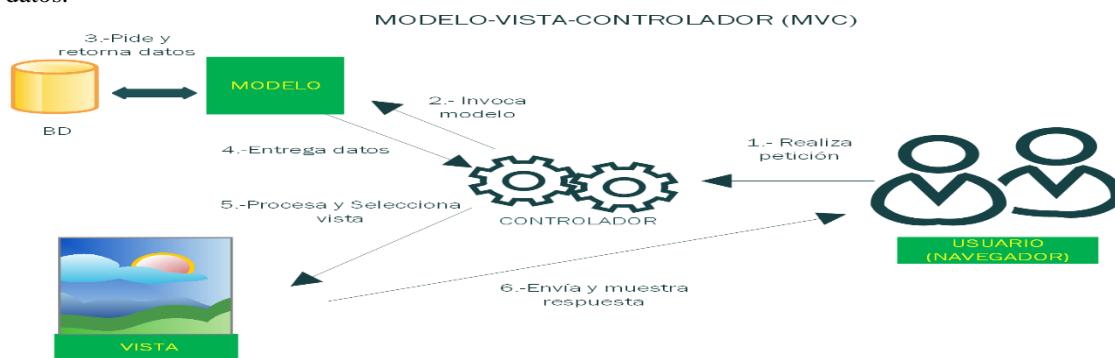 datos.
MODELO-VISTA-CONTROLADOR (MVC)
3.-Pide y
retorna datos
MODELO
BD
2.- Invoca
modelo
1.- Realiza
petición
4.-Entrega datos
5.-Procesa y Selecciona
vista
CONTROLADOR
USUARIO
(NAVEGADOR)
6.-Envía y muestra
respuesta
VISTA